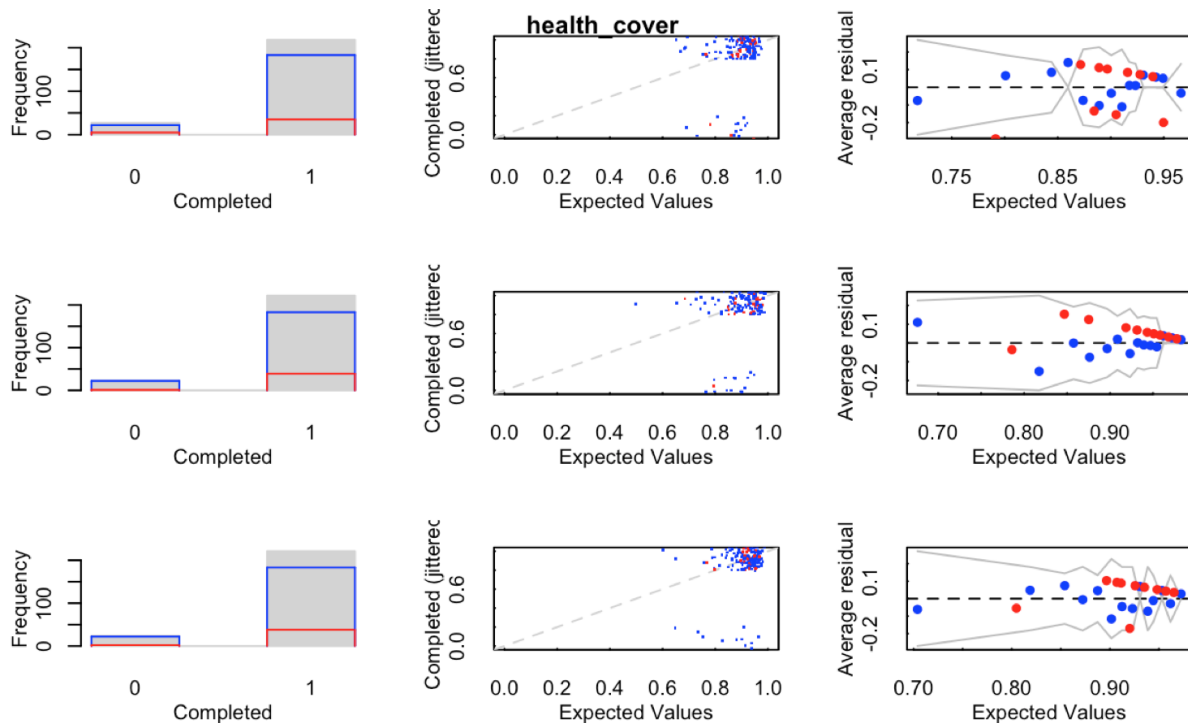 health_cover
Frequency
0 100
0 1
Completed
Completed (jittered
0.0 0.6
0.0 0.2 0.4 0.6 0.8 1.0
Expected Values
Average residual
-0.2 0.1
0.75 0.85 0.95
Expected Values
Frequency
0 100
0 1
Completed
Completed (jittered
0.0 0.6
0.0 0.2 0.4 0.6 0.8 1.0
Expected Values
Average residual
-0.2 0.1
0.70 0.80 0.90
Expected Values
Frequency
0 100
0 1
Completed
Completed (jittered
0.0 0.6
0.0 0.2 0.4 0.6 0.8 1.0
Expected Values
Average residual
-0.2 0.1
0.70 0.80 0.90
Expected Values